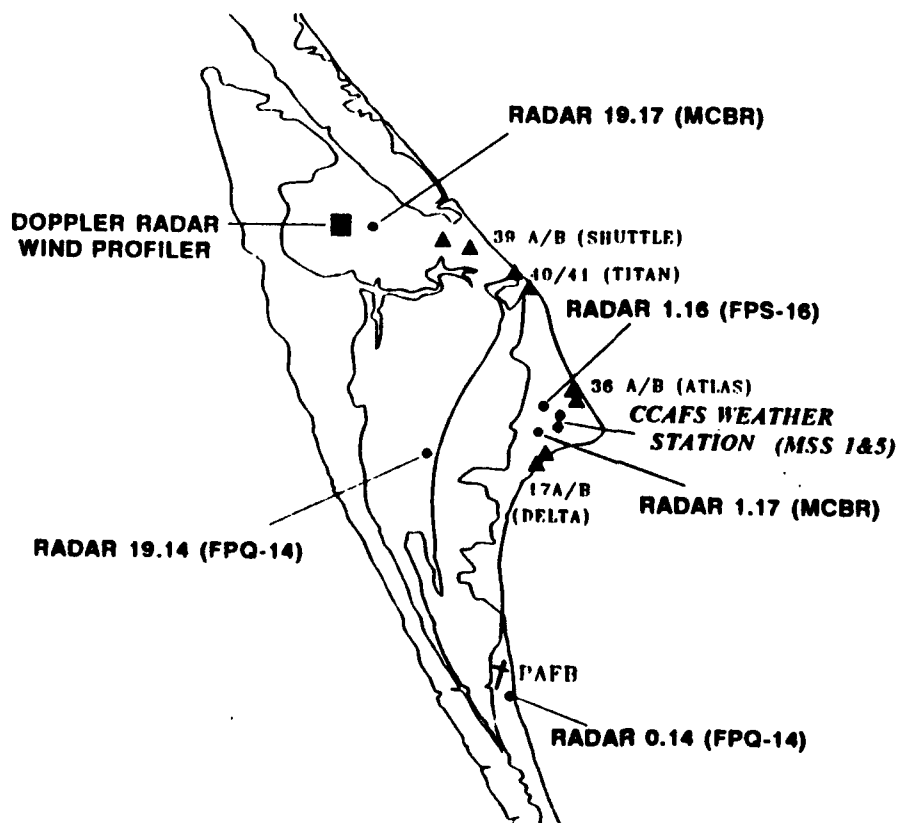 RADAR 19.17 (MCBR)
DOPPLER RADAR
WIND PROFILER
39 A/B (SHUTTLE)
40/41 (TITAN)
RADAR 1.16 (FPS-16)
36 A/B (ATLAS)
CCAFS WEATHER
STATION (MSS 1&5)
17A/B
(DELTA)
RADAR 1.17 (MCBR)
RADAR 19.14 (FPQ-14)
PAFB
RADAR 0.14 (FPQ-14)